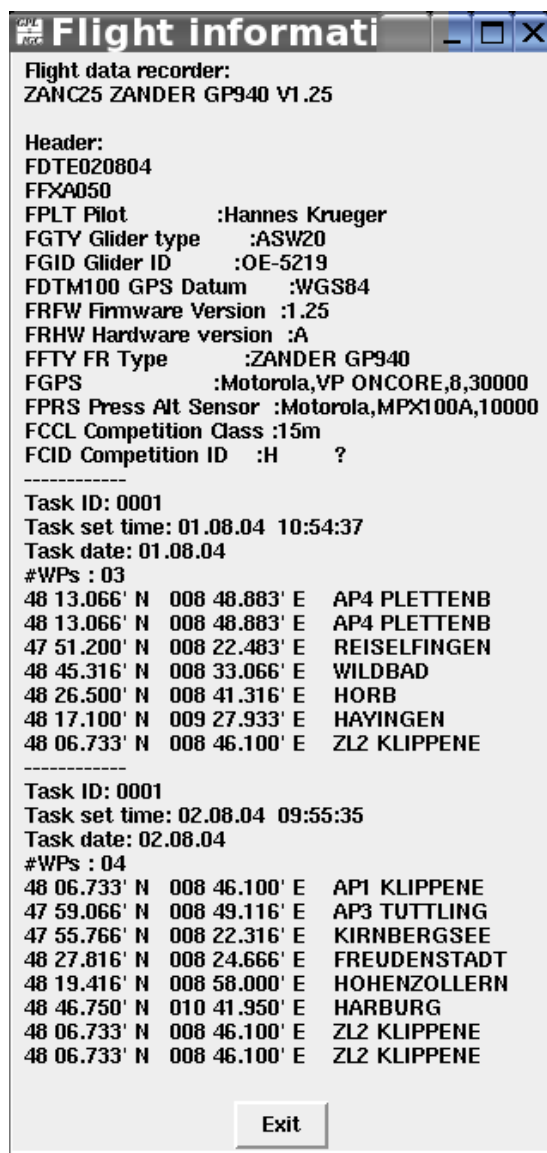 GPL
IGC
Flight informati
Flight data recorder:
ZANC25 ZANDER GP940 V1.25
Header:
FDTE020804
FFXA050
FPLT Pilot :Hannes Krueger
FGTY Glider type :ASW20
FGID Glider ID :OE-5219
FDTM100 GPS Datum :WGS84
FRFW Firmware Version :1.25
FRHW Hardware version :A
FFTY FR Type :ZANDER GP940
FGPS :Motorola,VP ONCORE,8,30000
FPRS Press Alt Sensor :Motorola,MPX100A,10000
FCCL Competition Class :15m
FCID Competition ID :H ?
------------
Task ID: 0001
Task set time: 01.08.04 10:54:37
Task date: 01.08.04
#WPs : 03
48 13.066' N 008 48.883' E AP4 PLETTENB
48 13.066' N 008 48.883' E AP4 PLETTENB
47 51.200' N 008 22.483' E REISELFINGEN
48 45.316' N 008 33.066' E WILDBAD
48 26.500' N 008 41.316' E HORB
48 17.100' N 009 27.933' E HAYINGEN
48 06.733' N 008 46.100' E ZL2 KLIPPENE
------------
Task ID: 0001
Task set time: 02.08.04 09:55:35
Task date: 02.08.04
#WPs : 04
48 06.733' N 008 46.100' E AP1 KLIPPENE
47 59.066' N 008 49.116' E AP3 TUTTLING
47 55.766' N 008 22.316' E KIRNBERGSEE
48 27.816' N 008 24.666' E FREUDENSTADT
48 19.416' N 008 58.000' E HOHENZOLLERN
48 46.750' N 010 41.950' E HARBURG
48 06.733' N 008 46.100' E ZL2 KLIPPENE
48 06.733' N 008 46.100' E ZL2 KLIPPENE
Exit